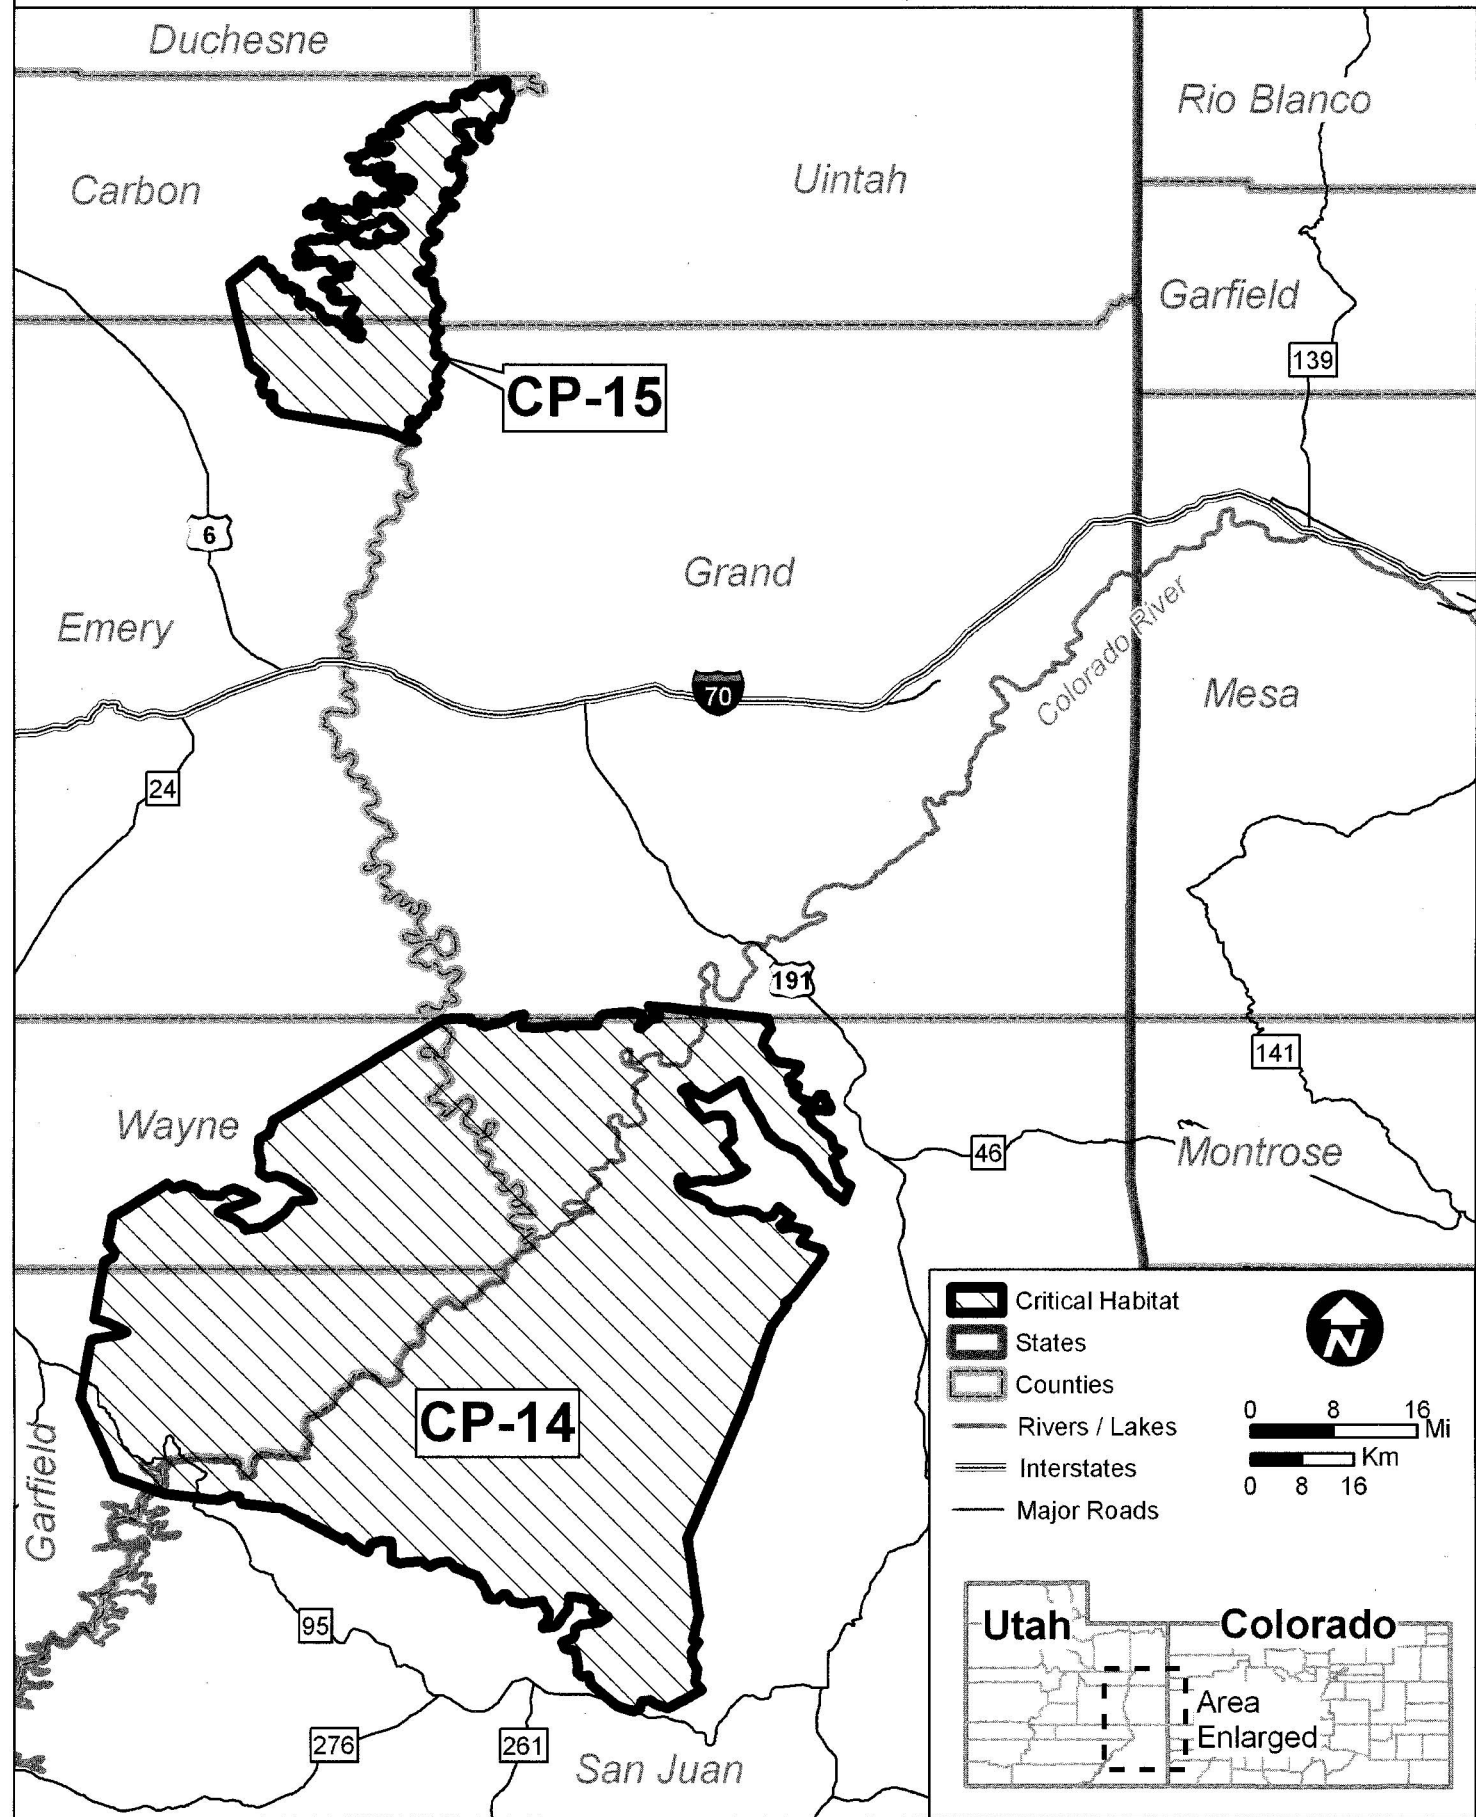 Duchesne
Rio Blanco
Carbon
Uintah
Garfield
139
CP-15
6
Grand
Emery
Colorado River
70
Mesa
24
191
141
Wayne
46
Montrose
Critical Habitat
States
Counties
Rivers / Lakes
Interstates
Major Roads
N
0 8 16 Mi
Km
0 8 16
CP-14
Garfield
95
276
261
San Juan
Utah
Colorado
Area
Enlarged